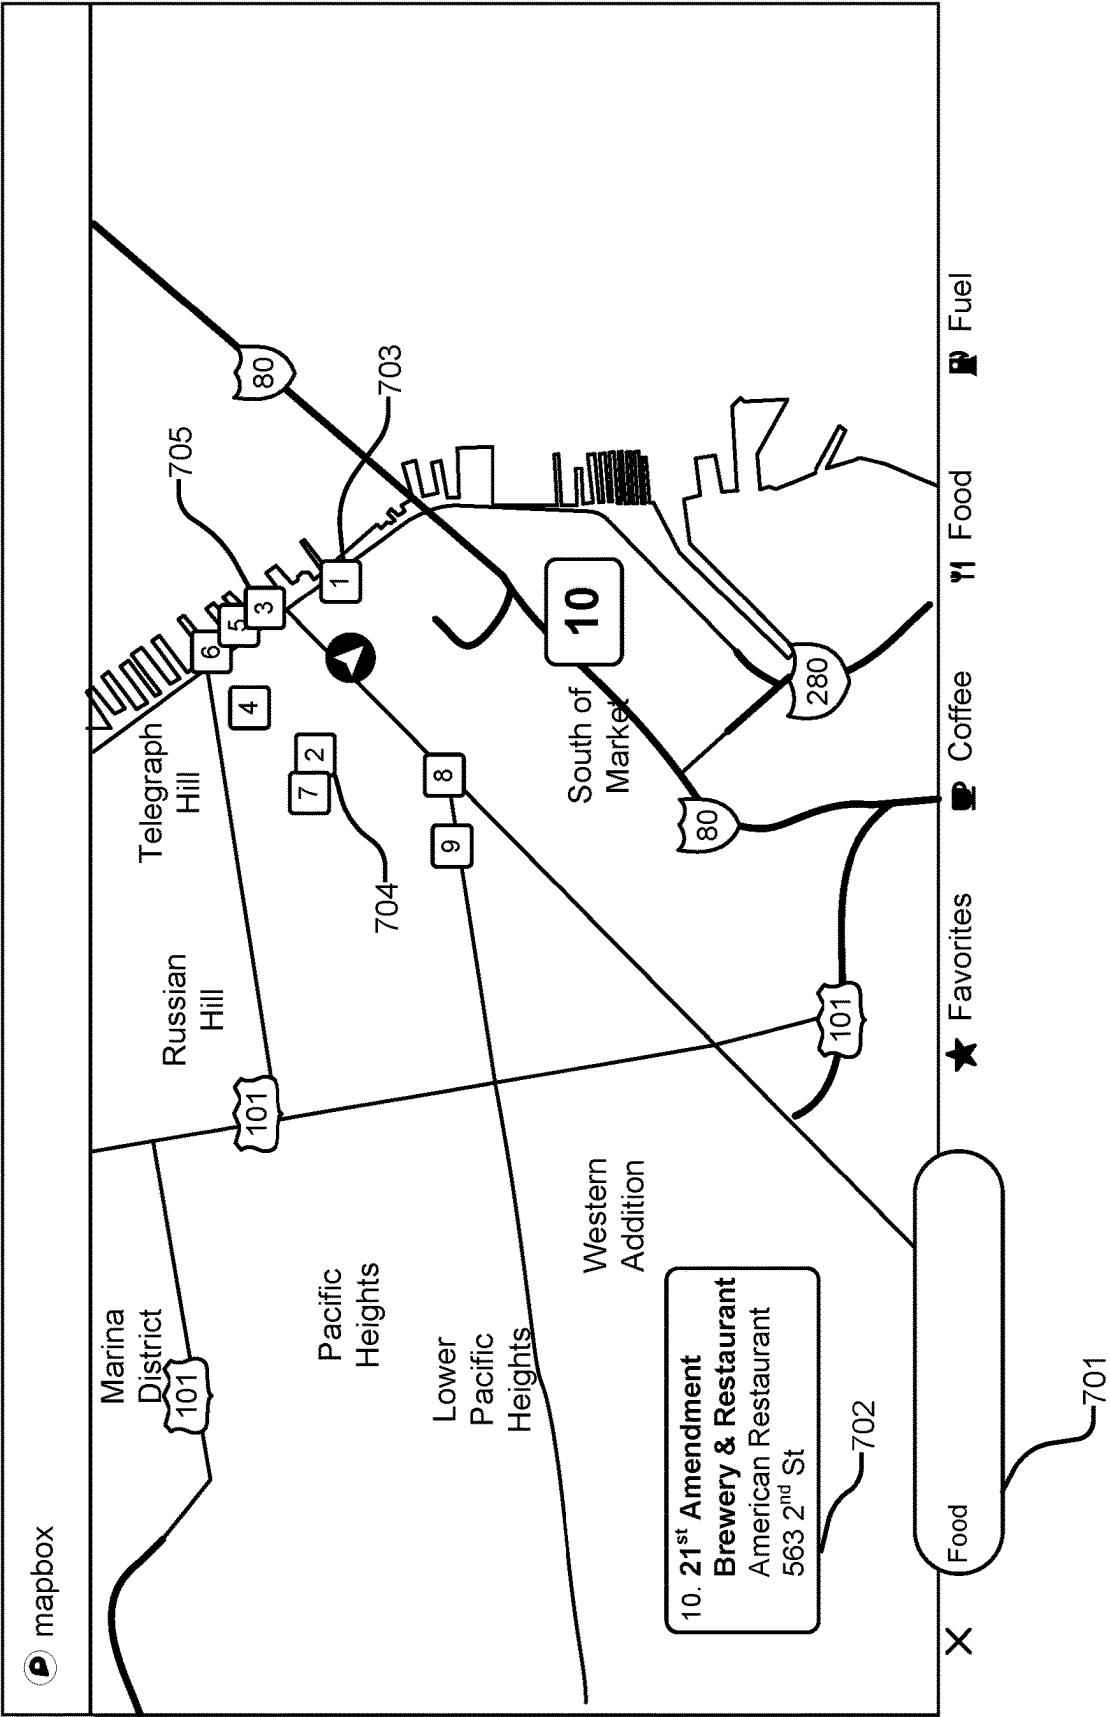 mapbox
Marina
District
101
101
Russian
Hill
Telegraph
Hill
6
5
3
705
4
7
2
1
703
704
80
Pacific
Heights
Lower
Pacific
Heights
9
8
10
South of
Market
Western
Addition
80
280
101
10. 21st Amendment
Brewery & Restaurant
American Restaurant
563 2nd St
702
Food
Favorites
Coffee
Food
Fuel
701